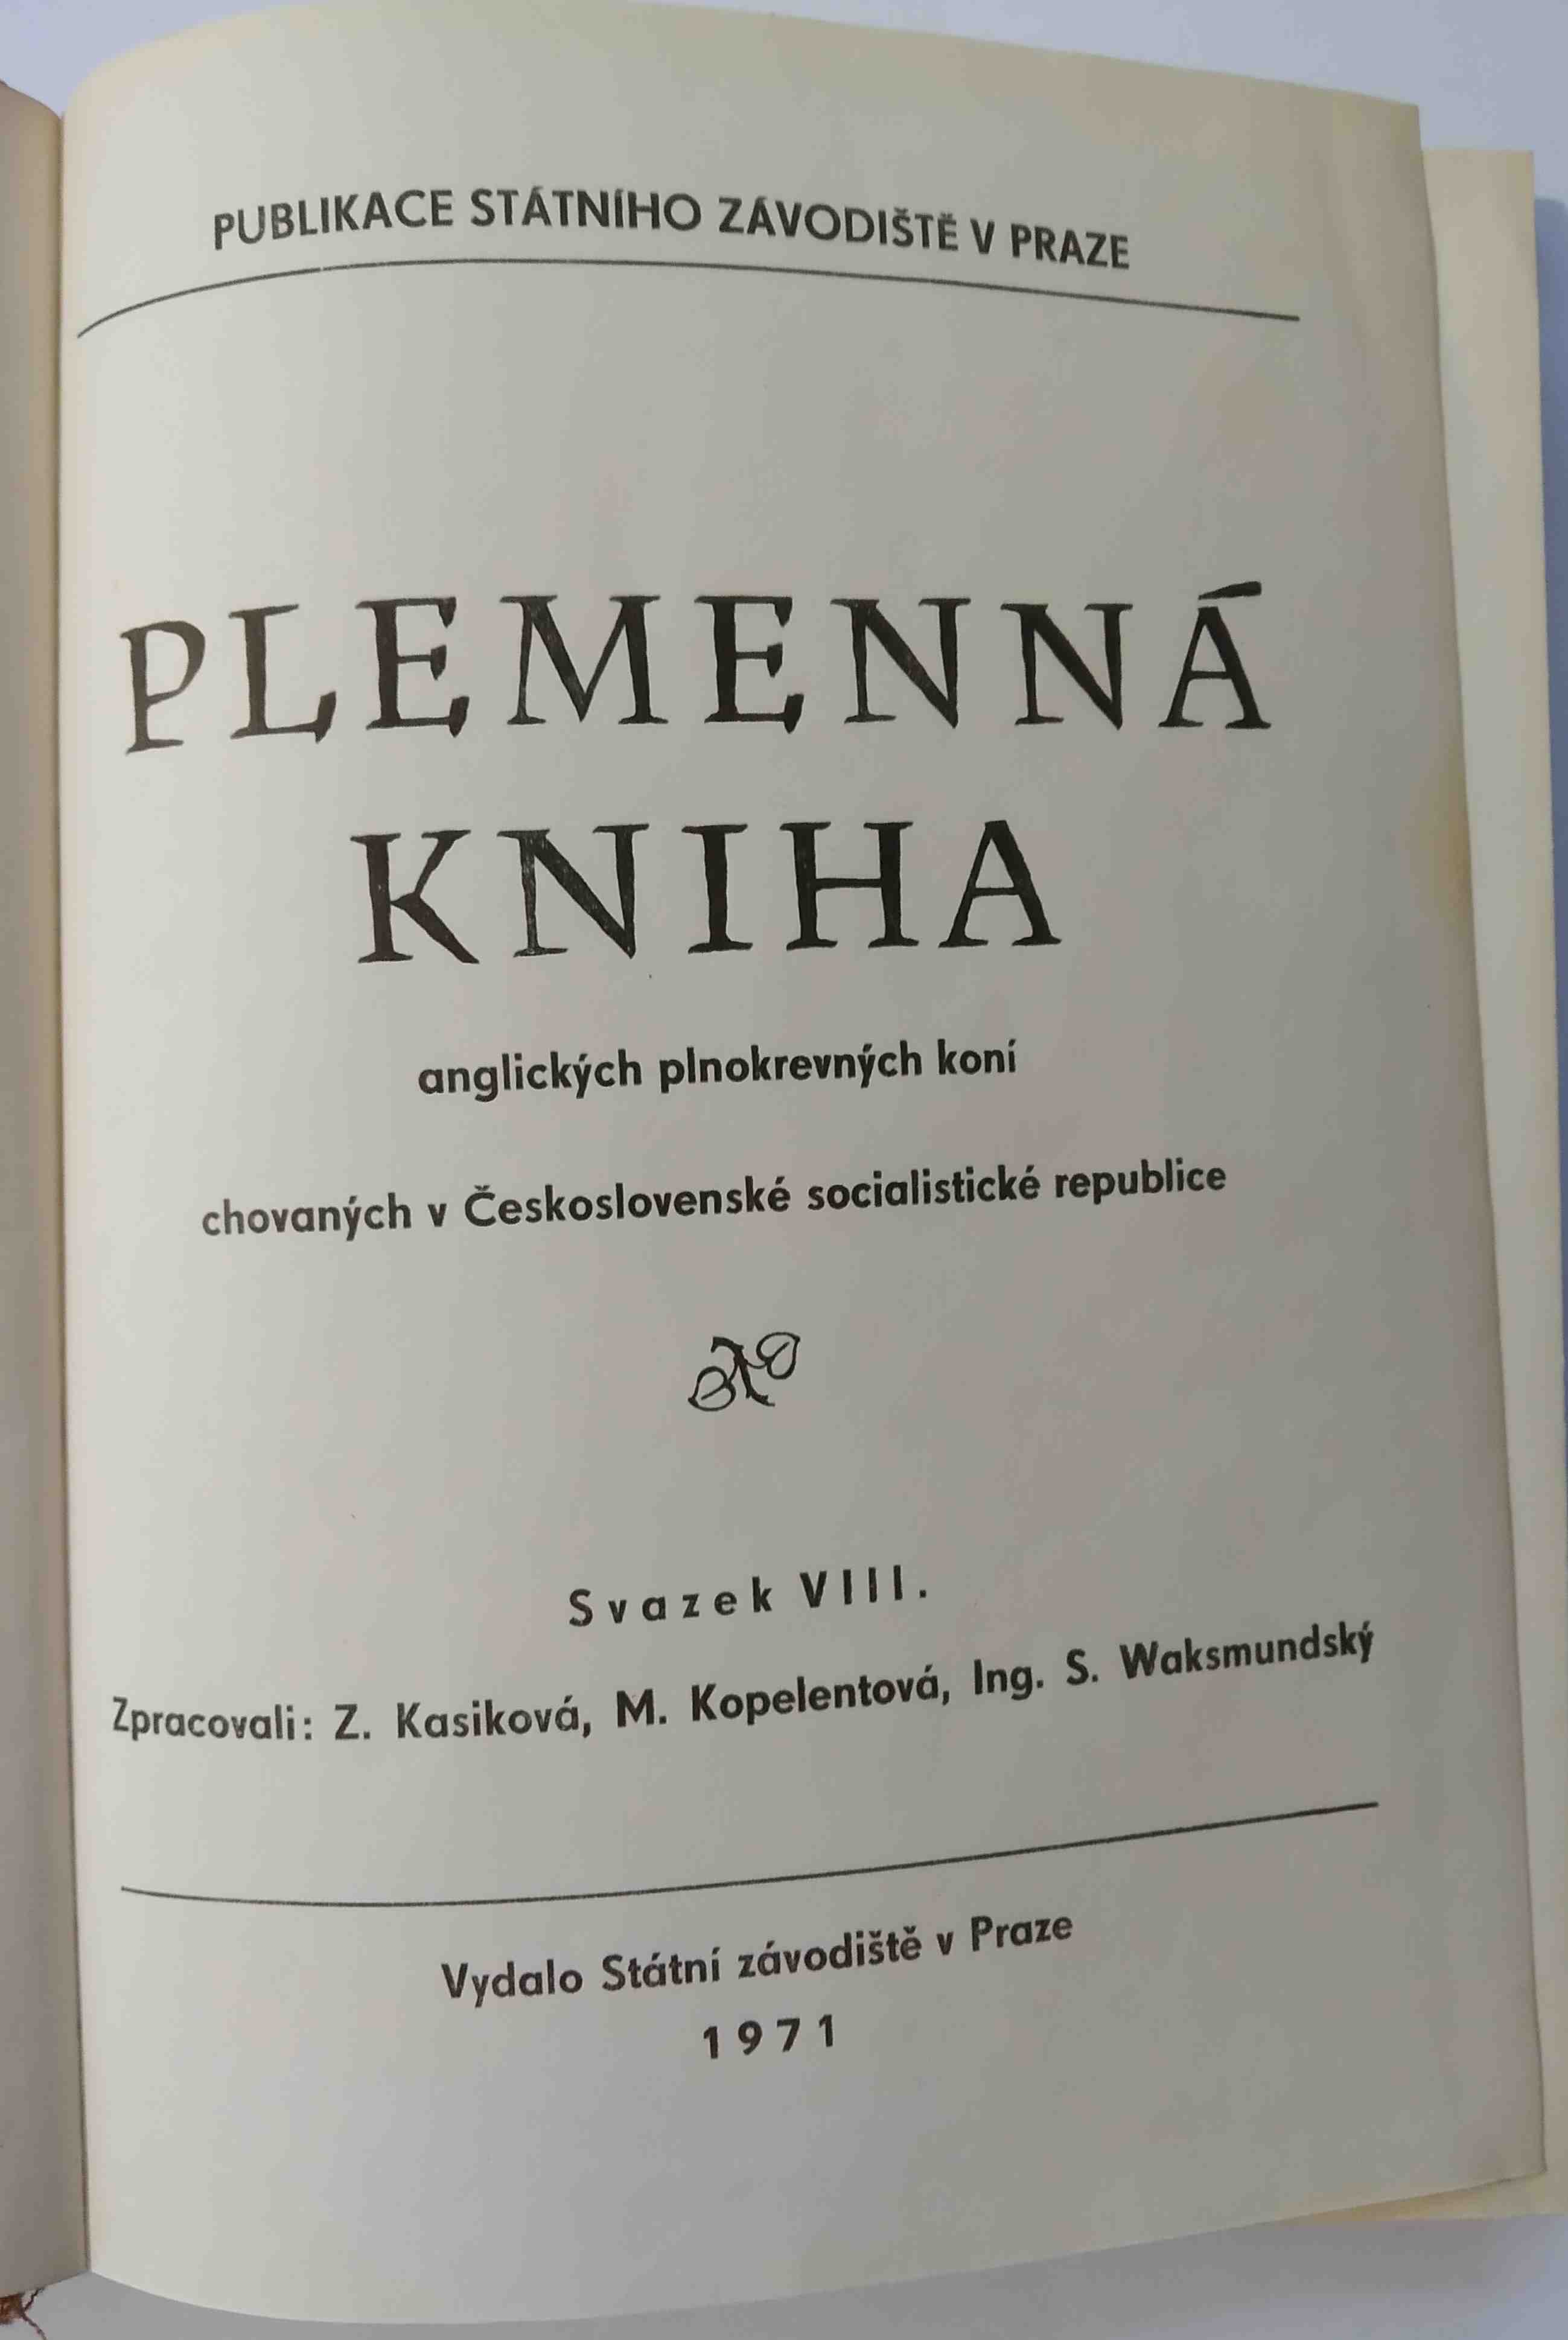 PUBLIKACE STÁTNÍHO ZÁVODIŠTĚ V PRAZE
PLEMENNÁ
KNIHA
anglických plnokrevných koní
chovaných v Československé socialistické republice
Svazek VIII.
Zpracovali: Z. Kasiková, M. Kopelentová, Ing. S. Waksmundský
Vydalo Státní závodiště v Praze
1971